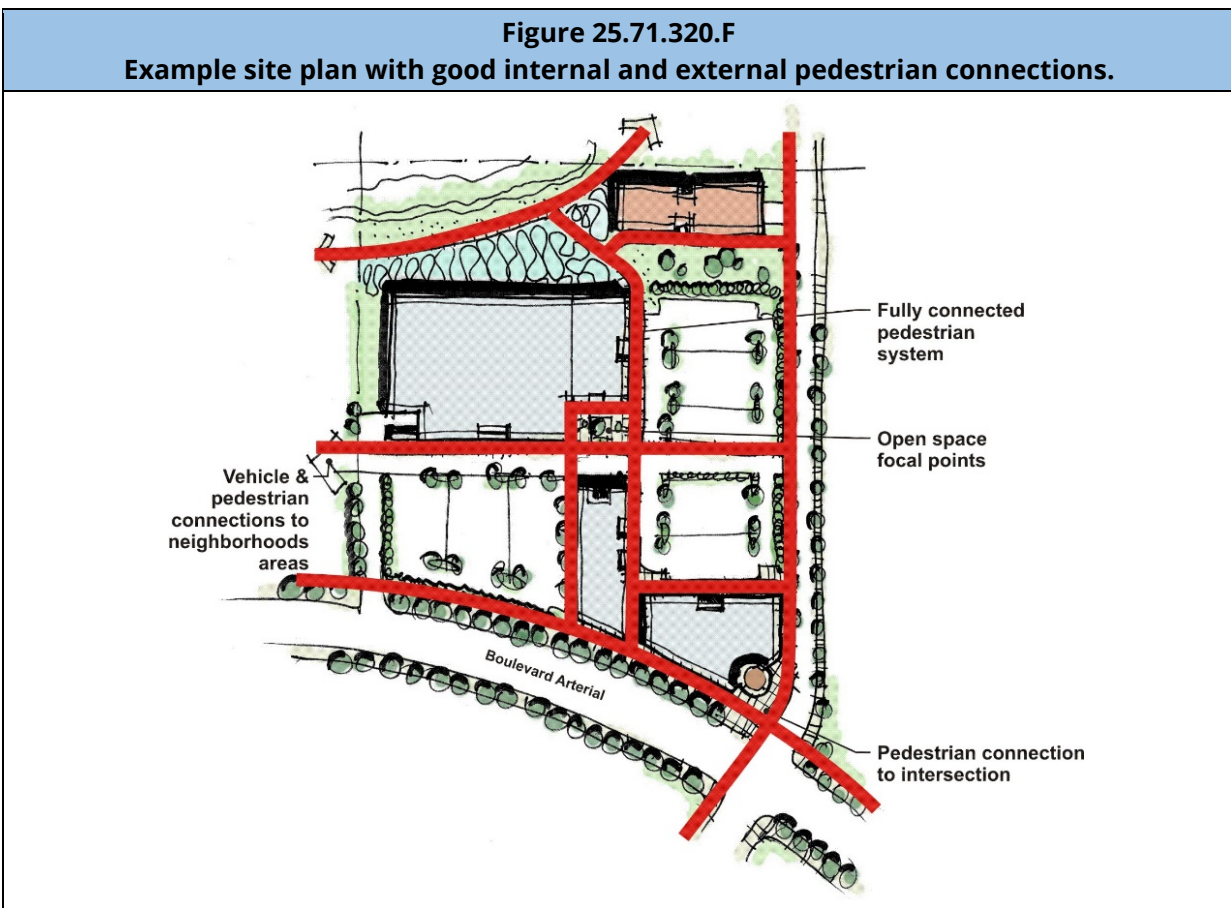 Figure 25.71.320.F
Example site plan with good internal and external pedestrian connections.
Fully connected
pedestrian
system
Open space
focal points
Vehicle &
pedestrian
connections to
neighborhoods
areas
Boulevard Arterial
Pedestrian connection
to intersection